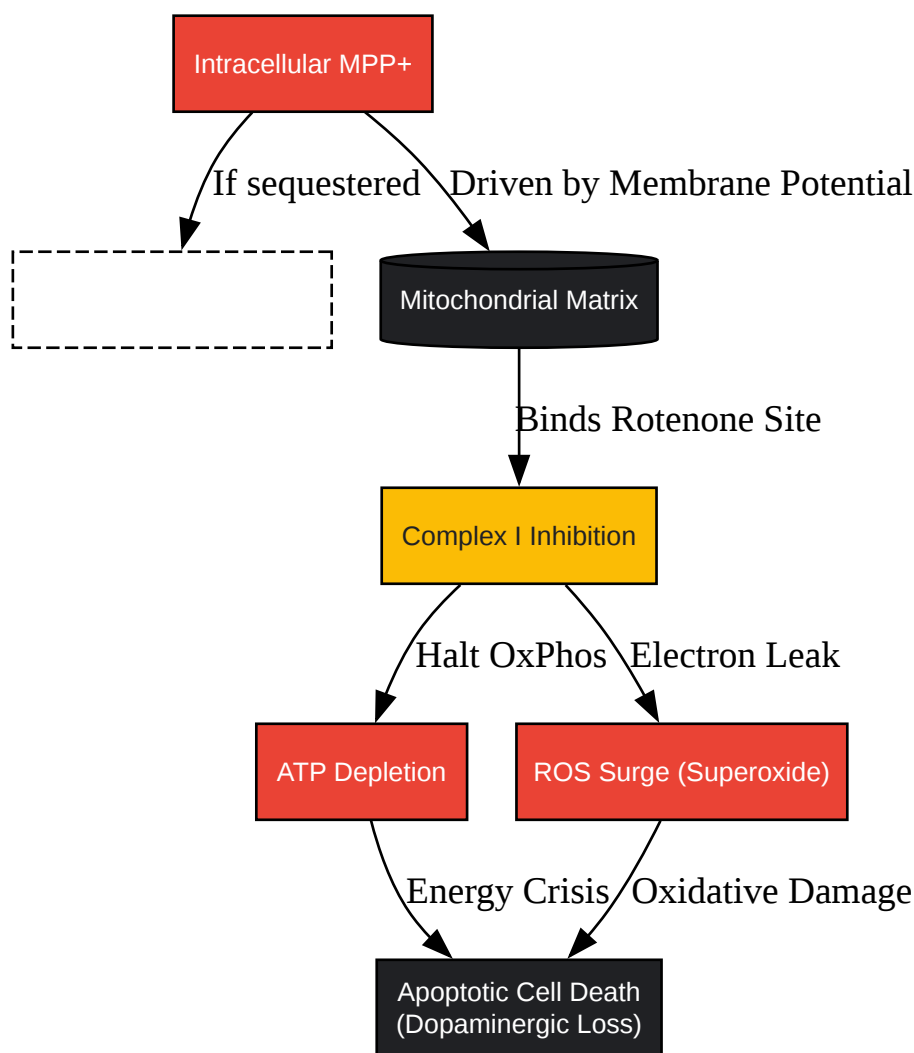 Intracellular MPP+
If sequestered
Driven by Membrane Potential
Mitochondrial Matrix
Binds Rotenone Site
Complex I Inhibition
Halt OxPhos
Electron Leak
ATP Depletion
ROS Surge (Superoxide)
Energy Crisis
Oxidative Damage
Apoptotic Cell Death
(Dopaminergic Loss)